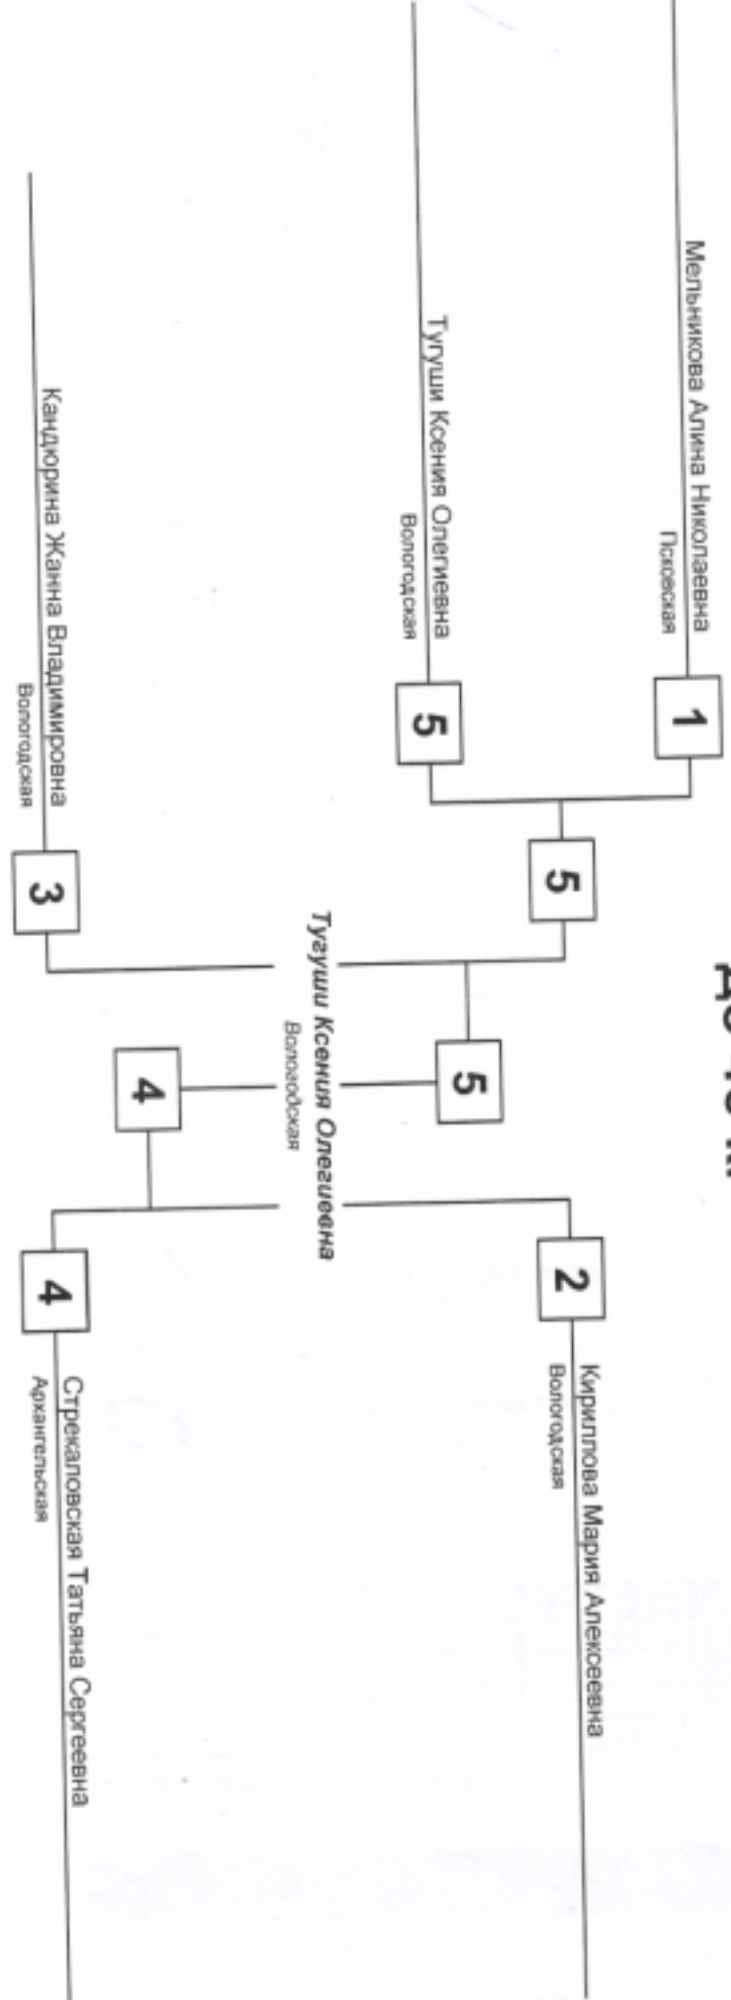 Мельникова Алина Николаевна
Псковская
1
5
Тугуши Ксения Олегиевна
Вологодская
5
5
Кандюрина Жанна Владимировна
Вологодская
3
Тугуши Ксения Олегиевна
Вологодская
4
2
Кириллова Мария Алексеевна
Вологодская
4
Стрекаловская Татьяна Сергеевна
Архангельская